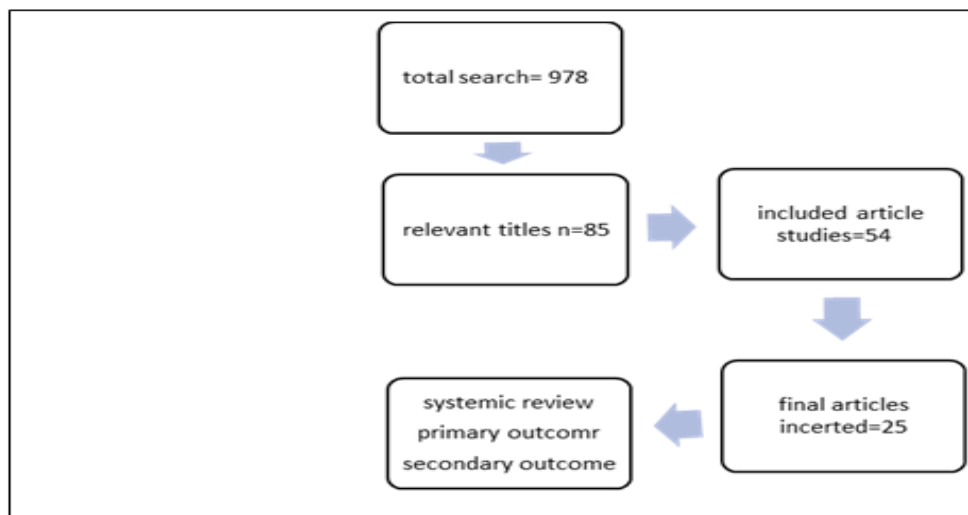 total search= 978
relevant titles n=85
included article
studies=54
final articles
incerted=25
systemic review
primary outcomr
secondary outcome